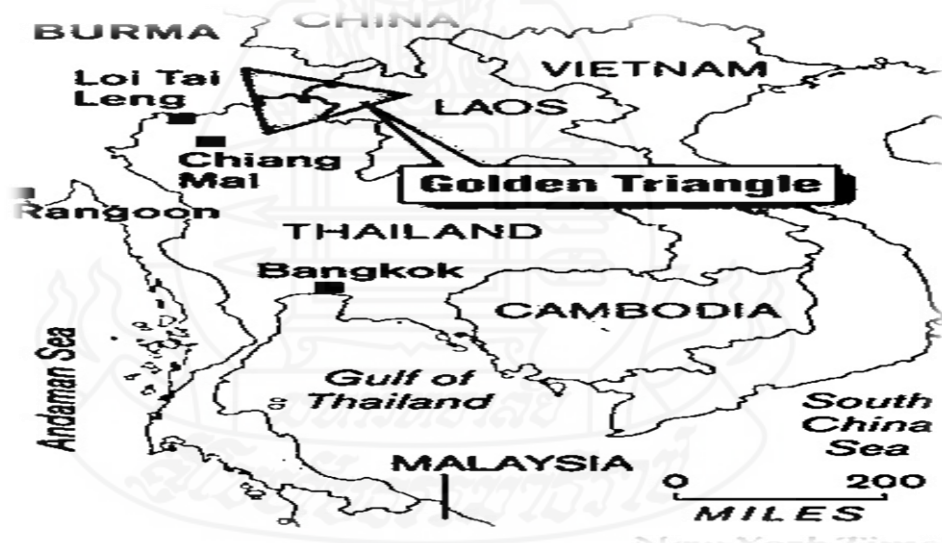 CHINA
BURMA
VIETNAM
Loi Tai
Leng
LAOS
Chiang
Mai
Golden Triangle
Rangoon
THAILAND
Bangkok
CAMBODIA
Andaman Sea
Gulf of
Thailand
South
China
Sea
MALAYSIA
0 200
MILES